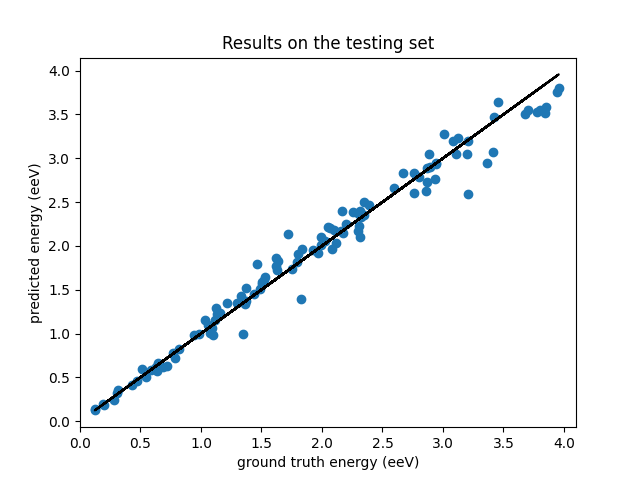 Results on the testing set
4.0
3.5
3.0
2.5
2.0
1.5
1.0
0.5
0.0
predicted energy (eeV)
0.0 0.5 1.0 1.5 2.0 2.5 3.0 3.5 4.0
ground truth energy (eeV)